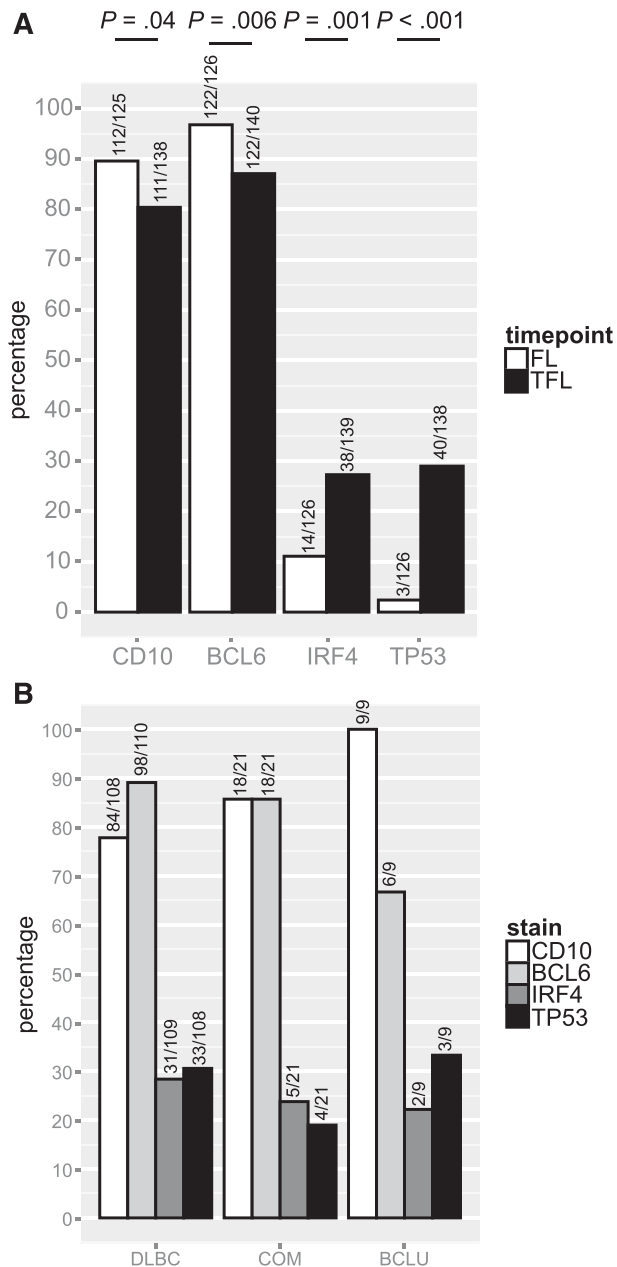 A
P = .04 P = .006 P = .001 P < .001
112/125
111/138
122/126
122/140
14/126
38/139
3/126
40/138
100
90
80
70
60
50
40
30
20
10
0
percentage
CD10 BCL6 IRF4 TP53
timepoint
FL
TFL
B
84/108
98/110
31/109
33/108
18/21
18/21
5/21
4/21
9/9
6/9
2/9
3/9
100
90
80
70
60
50
40
30
20
10
0
percentage
DLBC COM BCLU
stain
CD10
BCL6
IRF4
TP53